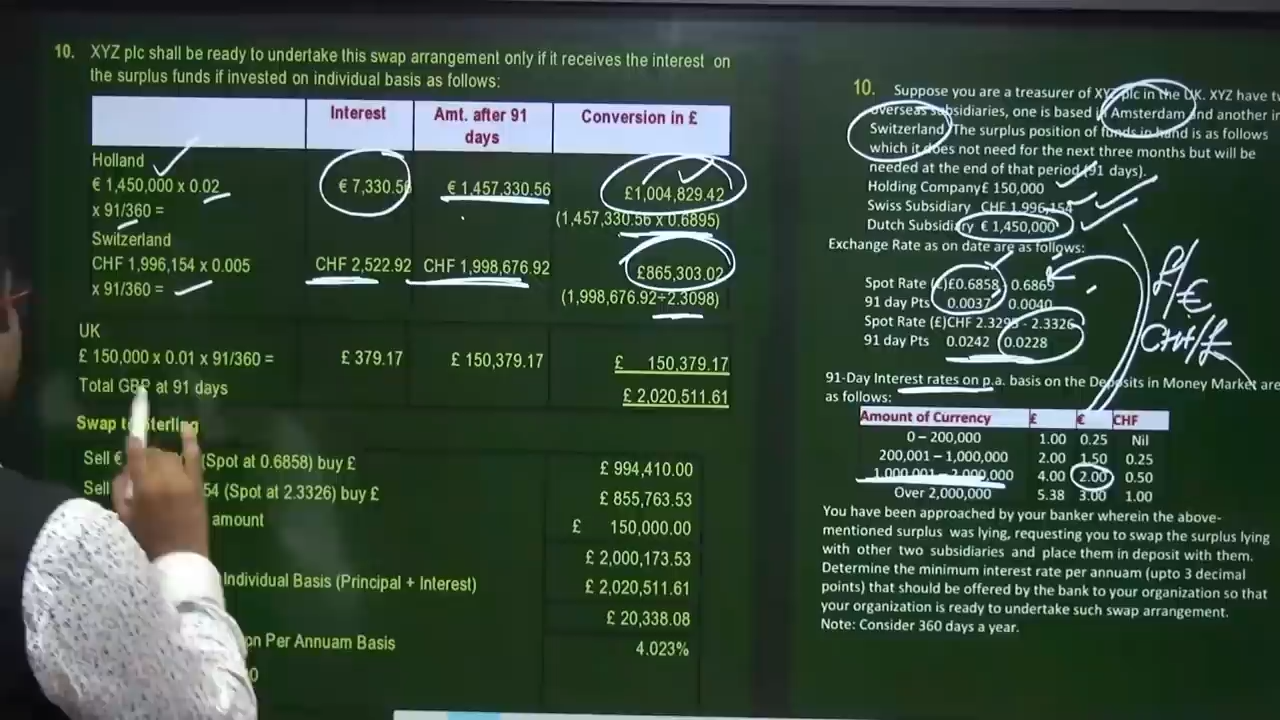 10. XYZ plc shall be ready to undertake this swap arrangement only if it receives the interest on
the surplus funds if invested on individual basis as follows:
Interest Amt. after 91 days Conversion in £
Holland
€ 1,450,000 x 0.02 x 91/360 = € 7,330.56 € 1,457,330.56 £1,004,829.42
(1,457,330.56 x 0.6895)
Switzerland
CHF 1,996,154 x 0.005 x 91/360 = CHF 2,522.92 CHF 1,998,676.92 £865,303.02
(1,998,676.92÷2.3098)
UK
£ 150,000 x 0.01 x 91/360 = £ 379.17 £ 150,379.17 £ 150,379.17
Total GBP at 91 days £ 2,020,511.61
Swap to Sterling
Sell € (Spot at 0.6858) buy £ £ 994,410.00
Sell 54 (Spot at 2.3326) buy £ £ 855,763.53
amount £ 150,000.00
£ 2,000,173.53
Individual Basis (Principal + Interest) £ 2,020,511.61
£ 20,338.08
on Per Annuam Basis 4.023%
0
10. Suppose you are a treasurer of XYZ plc in the UK. XYZ have
overseas subsidiaries, one is based in Amsterdam and another in
Switzerland. The surplus position of funds in hand is as follows
which it does not need for the next three months but will be
needed at the end of that period (91 days).
Holding Company £ 150,000
Swiss Subsidiary CHF 1,996,154
Dutch Subsidiary € 1,450,000
Exchange Rate as on date are as follows:
Spot Rate (€)£0.6858- 0.6869
91 day Pts 0.0037 0.0040
Spot Rate (£)CHF 2.3295 - 2.3326
91 day Pts 0.0242 0.0228
£/€
CHF/£
91-Day Interest rates on p.a. basis on the Deposits in Money Market are
as follows:
Amount of Currency £ € CHF
0 – 200,000 1.00 0.25 Nil
200,001 – 1,000,000 2.00 1.50 0.25
1,000,001 – 2,000,000 4.00 2.00 0.50
Over 2,000,000 5.38 3.00 1.00
You have been approached by your banker wherein the above-
mentioned surplus was lying, requesting you to swap the surplus lying
with other two subsidiaries and place them in deposit with them.
Determine the minimum interest rate per annuam (upto 3 decimal
points) that should be offered by the bank to your organization so that
your organization is ready to undertake such swap arrangement.
Note: Consider 360 days a year.